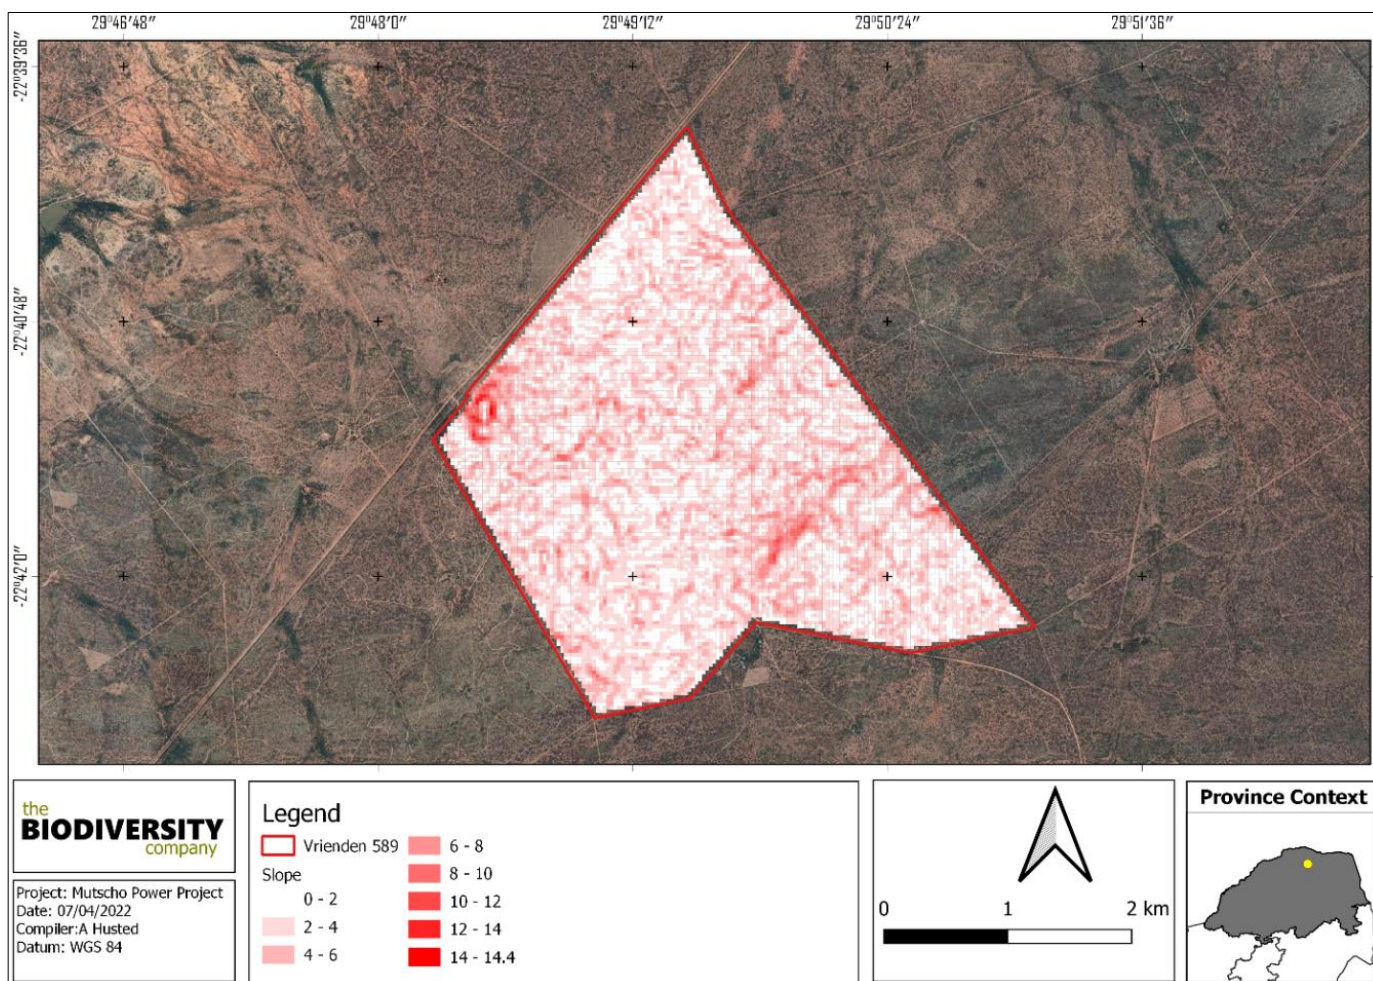 29°46'48" 29°48'0" 29°49'12" 29°50'24" 29°51'36"
-22°39'36"
-22°40'48"
-22°42'0"
the
BIODIVERSITY
company
Project: Mutscho Power Project
Date: 07/04/2022
Compiler:A Husted
Datum: WGS 84
Legend
Vrienden 589
Slope
0 - 2
2 - 4
4 - 6
6 - 8
8 - 10
10 - 12
12 - 14
14 - 14.4
0 1 2 km
Province Context